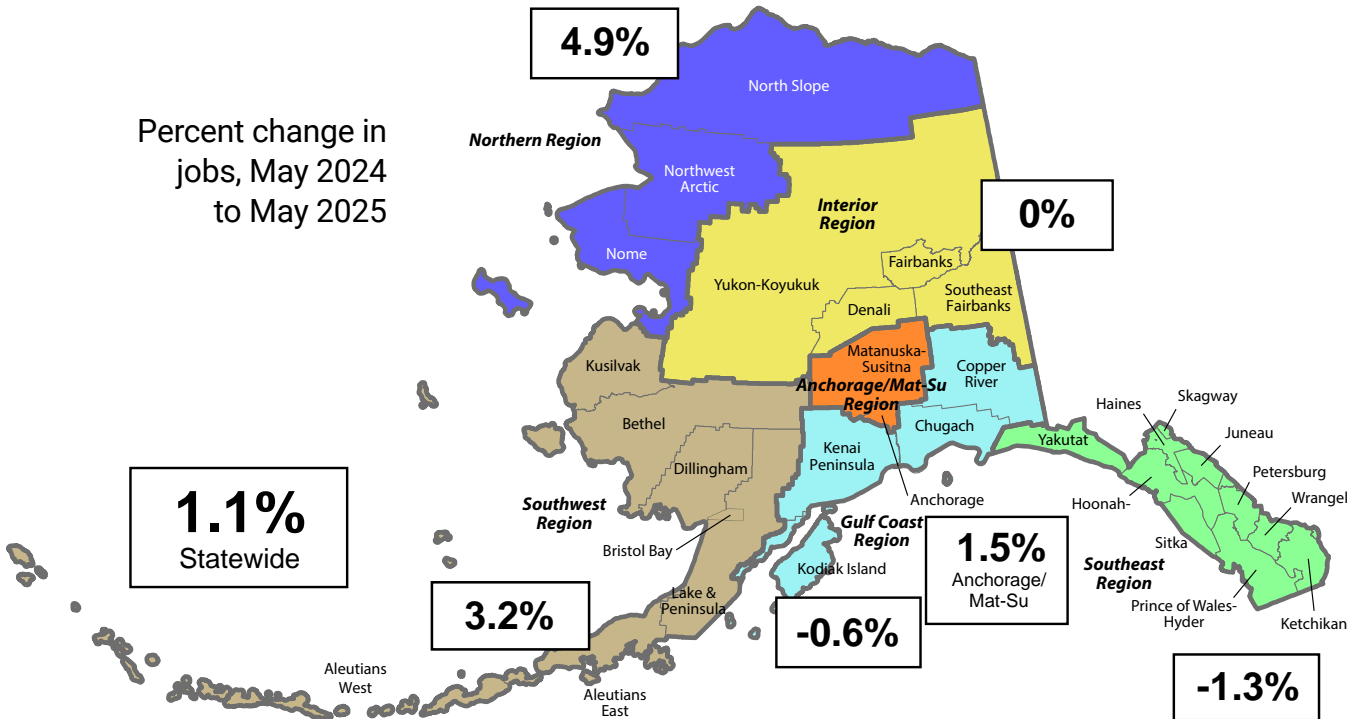 4.9%
North Slope
Percent change in
jobs, May 2024
to May 2025
Northern Region
Northwest
Arctic
Interior
Region
0%
Nome
Fairbanks
Yukon-Koyukuk
Southeast
Fairbanks
Denali
Kusilvak
Matanuska-
Susitna
Copper
River
Anchorage/Mat-Su
Region
Skagway
Haines
Bethel
Chugach
Juneau
Yakutat
Kenai
Peninsula
Dillingham
Petersburg
Wrangel
Anchorage
Hoonah-
1.1%
Statewide
Southwest
Region
Gulf Coast
Region
Bristol Bay
1.5%
Anchorage/
Mat-Su
Sitka
Southeast
Region
Kodiak Island
Lake &
Peninsula
3.2%
-0.6%
Prince of Wales-
Hyder
Ketchikan
Aleutians
West
Aleutians
East
-1.3%